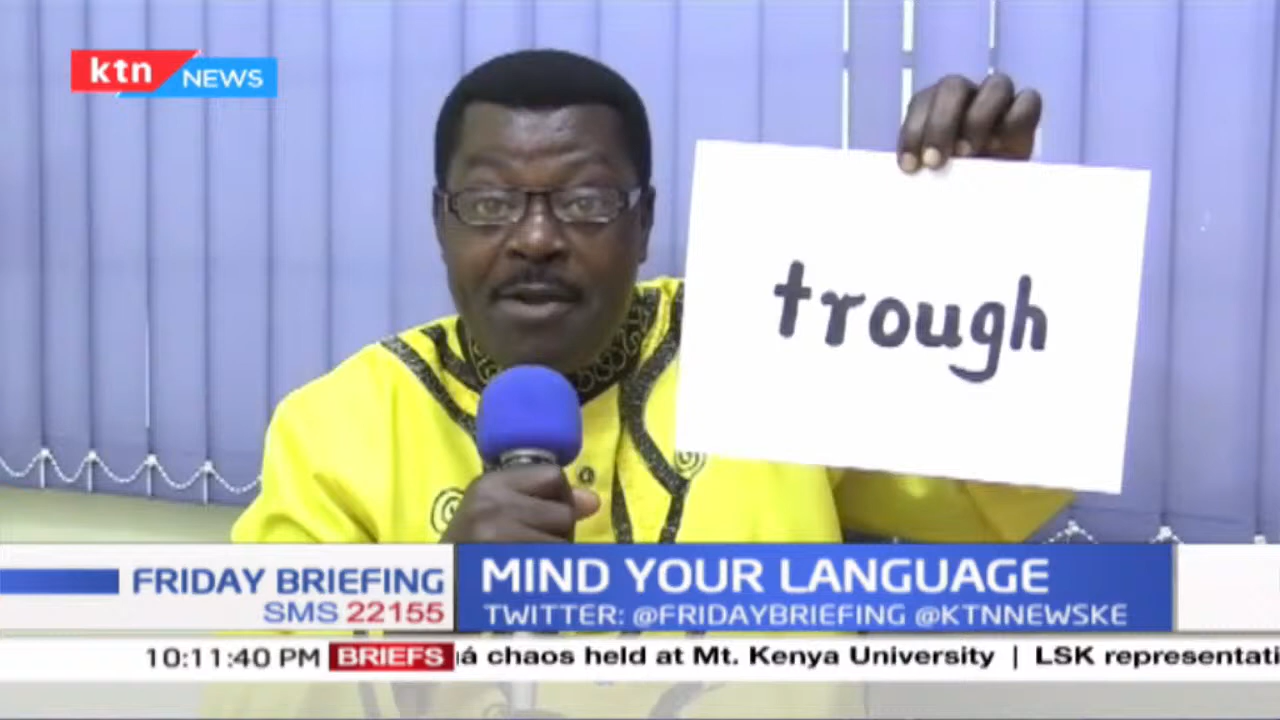 ktn NEWS
trough
FRIDAY BRIEFING
SMS 22155
MIND YOUR LANGUAGE
TWITTER: @FRIDAYBRIEFING @KTNNEWSKE
10:11:40 PM BRIEFS chaos held at Mt. Kenya University | LSK